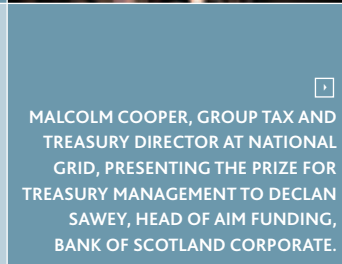 MALCOLM COOPER, GROUP TAX AND
TREASURY DIRECTOR AT NATIONAL
GRID, PRESENTING THE PRIZE FOR
TREASURY MANAGEMENT TO DECLAN
SAWEY, HEAD OF AIM FUNDING,
BANK OF SCOTLAND CORPORATE.